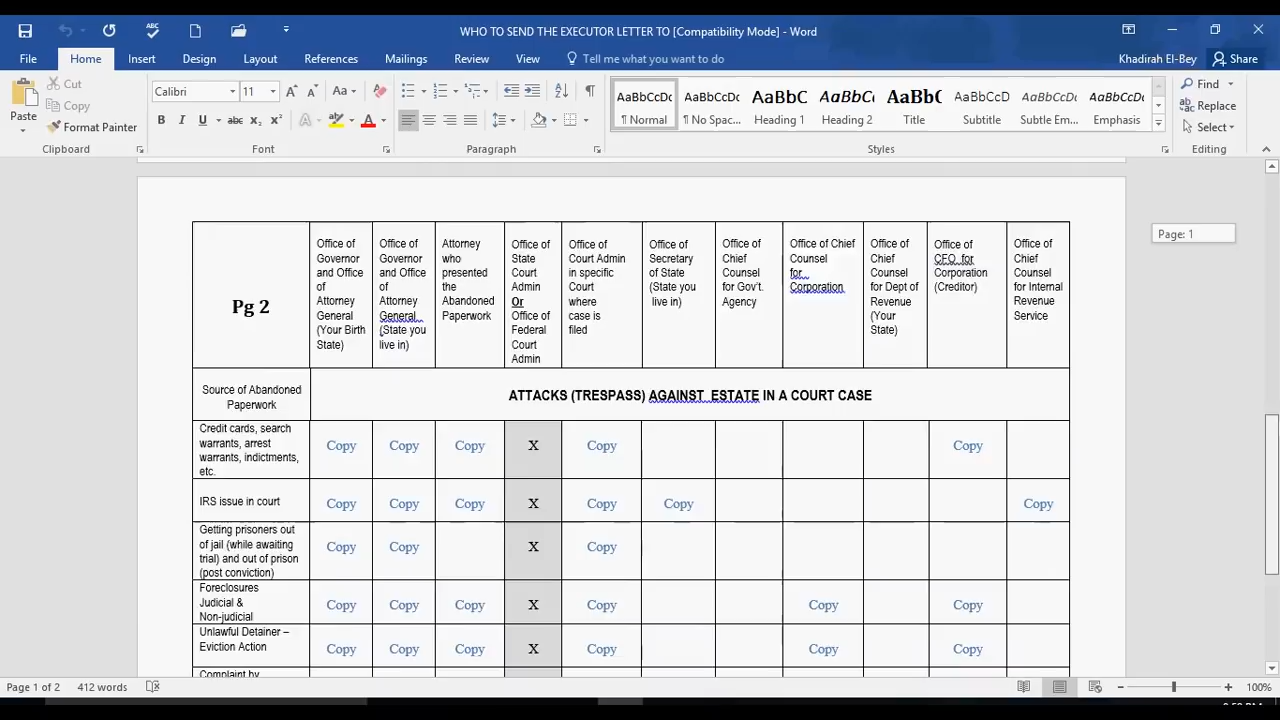 WHO TO SEND THE EXECUTOR LETTER TO [Compatibility Mode] - Word
File Home Insert Design Layout References Mailings Review View Tell me what you want to do Khadirah El-Bey Share
Paste
Cut
Copy
Format Painter
Clipboard
Calibri 11
Font
Paragraph
AaBbCcDc
¶ Normal
AaBbCcDc
¶ No Spac...
AaBbC
Heading 1
AaBbCc
Heading 2
AaBb(
Title
AaBbCcD
Subtitle
AaBbCcDc
Subtle Em...
AaBbCcDc
Emphasis
Styles
Find
Replace
Select
Editing
Page: 1
Pg 2
Office of
Governor
and Office
of
Attorney
General
(Your Birth
State)
Office of
Governor
and Office
of
Attorney
General
(State you
live in)
Attorney
who
presented
the
Abandoned
Paperwork
Office of
State
Court
Admin
Or
Office of
Federal
Court
Admin
Office of
Court Admin
in specific
Court
where
case is
filed
Office of
Secretary
of State
(State you
live in)
Office of
Chief
Counsel
for Gov't.
Agency
Office of Chief
Counsel
for
Corporation
Office of
Chief
Counsel
for Dept of
Revenue
(Your
State)
Office of
CFO for
Corporation
(Creditor)
Office of
Chief
Counsel
for Internal
Revenue
Service
Source of Abandoned
Paperwork
ATTACKS (TRESPASS) AGAINST ESTATE IN A COURT CASE
Credit cards, search
warrants, arrest
warrants, indictments,
etc.
Copy Copy Copy X Copy Copy
IRS issue in court Copy Copy Copy X Copy Copy Copy
Getting prisoners out
of jail (while awaiting
trial) and out of prison
(post conviction)
Copy Copy X Copy
Foreclosures
Judicial &
Non-judicial
Copy Copy Copy X Copy Copy Copy
Unlawful Detainer –
Eviction Action
Copy Copy Copy X Copy Copy Copy
Complaint by
Page 1 of 2 412 words 100%